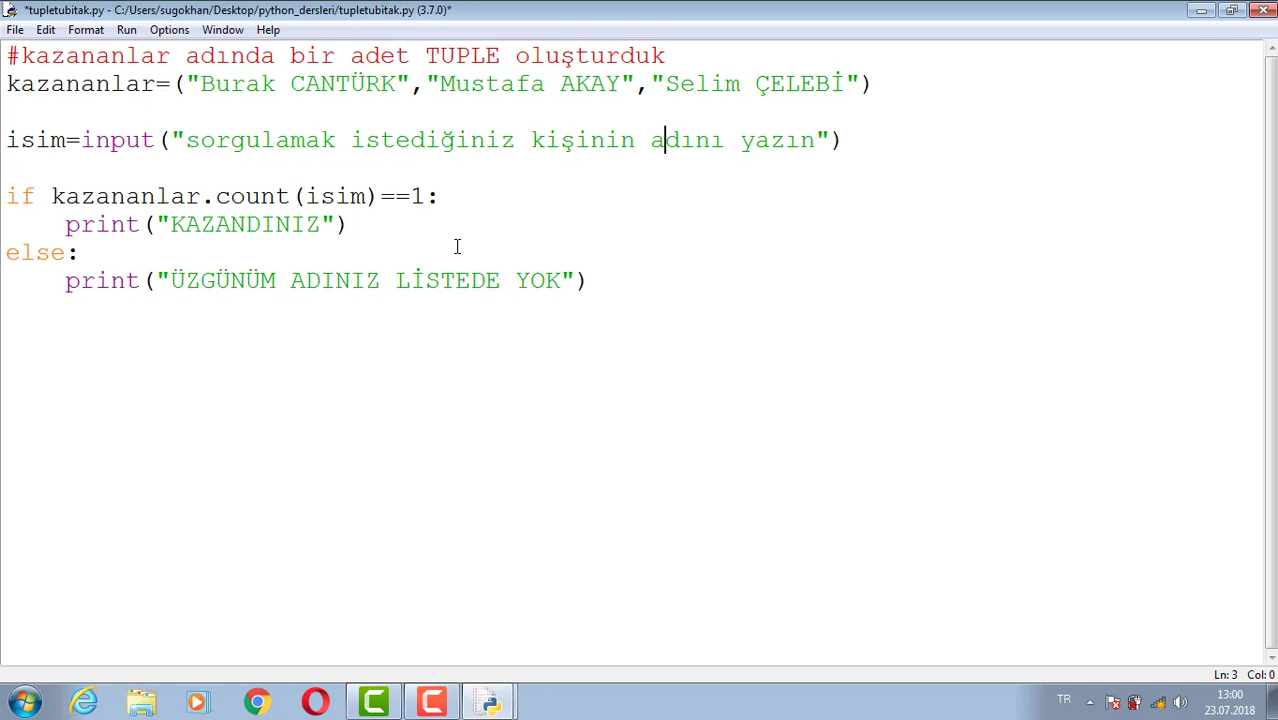 *tupletubitak.py - C:/Users/sugokhan/Desktop/python_dersleri/tupletubitak.py (3.7.0)*
File Edit Format Run Options Window Help
#kazananlar adında bir adet TUPLE oluşturduk
kazananlar=("Burak CANTÜRK","Mustafa AKAY","Selim ÇELEBİ")
isim=input("sorgulamak istediğiniz kişinin adını yazın")
if kazananlar.count(isim)==1:
    print("KAZANDINIZ")
else:
    print("ÜZGÜNÜM ADINIZ LİSTEDE YOK")
Ln: 3 Col: 0
TR
13:00
23.07.2018